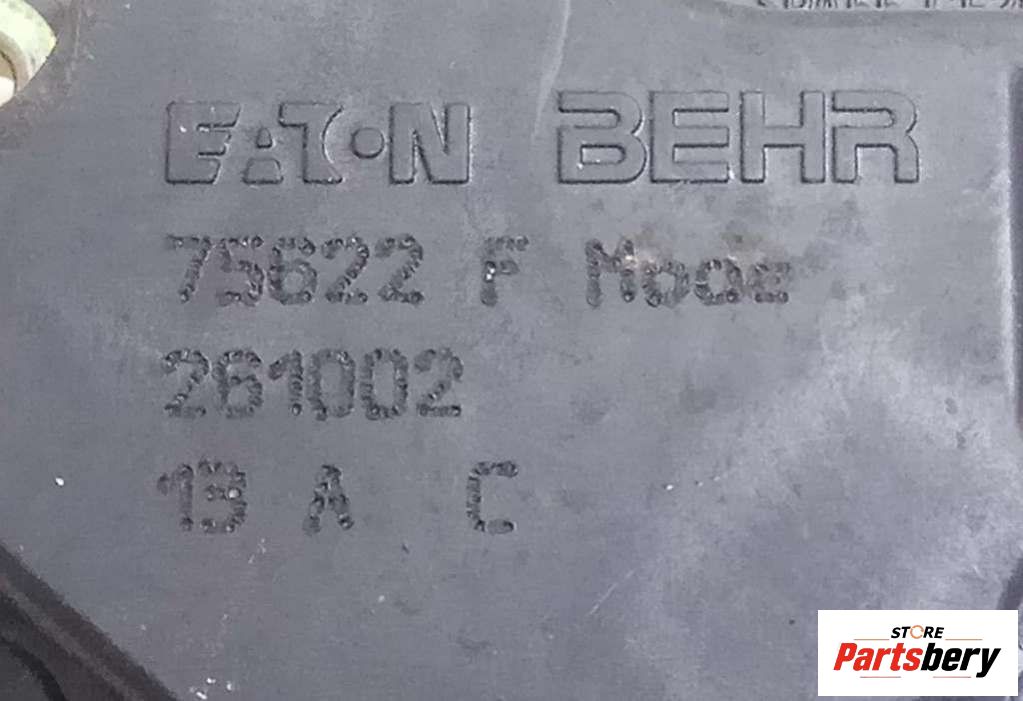 EATON BEHR
75622 F Mode
261002
13 A C
STORE
Partsbery